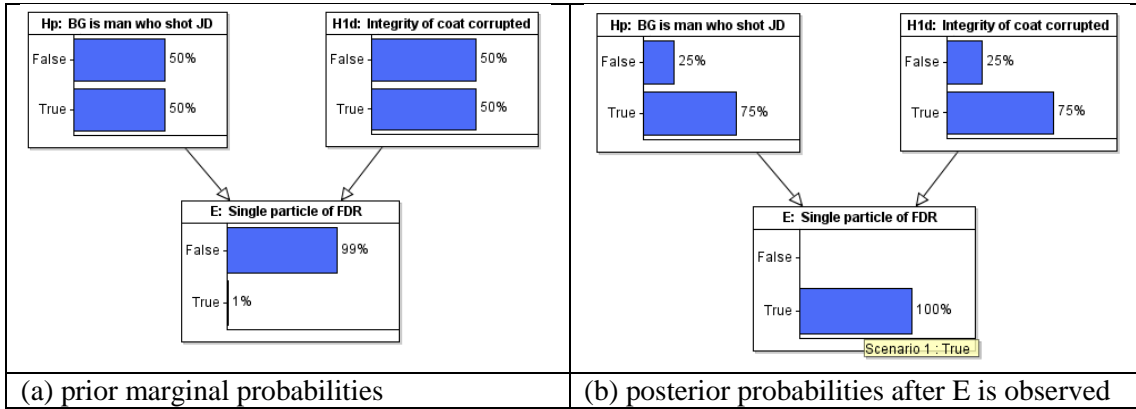 Hp: BG is man who shot JD
False
50%
True
50%
H1d: Integrity of coat corrupted
False
50%
True
50%
E: Single particle of FDR
False
99%
True
1%
(a) prior marginal probabilities
Hp: BG is man who shot JD
False
25%
True
75%
H1d: Integrity of coat corrupted
False
25%
True
75%
E: Single particle of FDR
False
True
100%
Scenario 1 : True
(b) posterior probabilities after E is observed